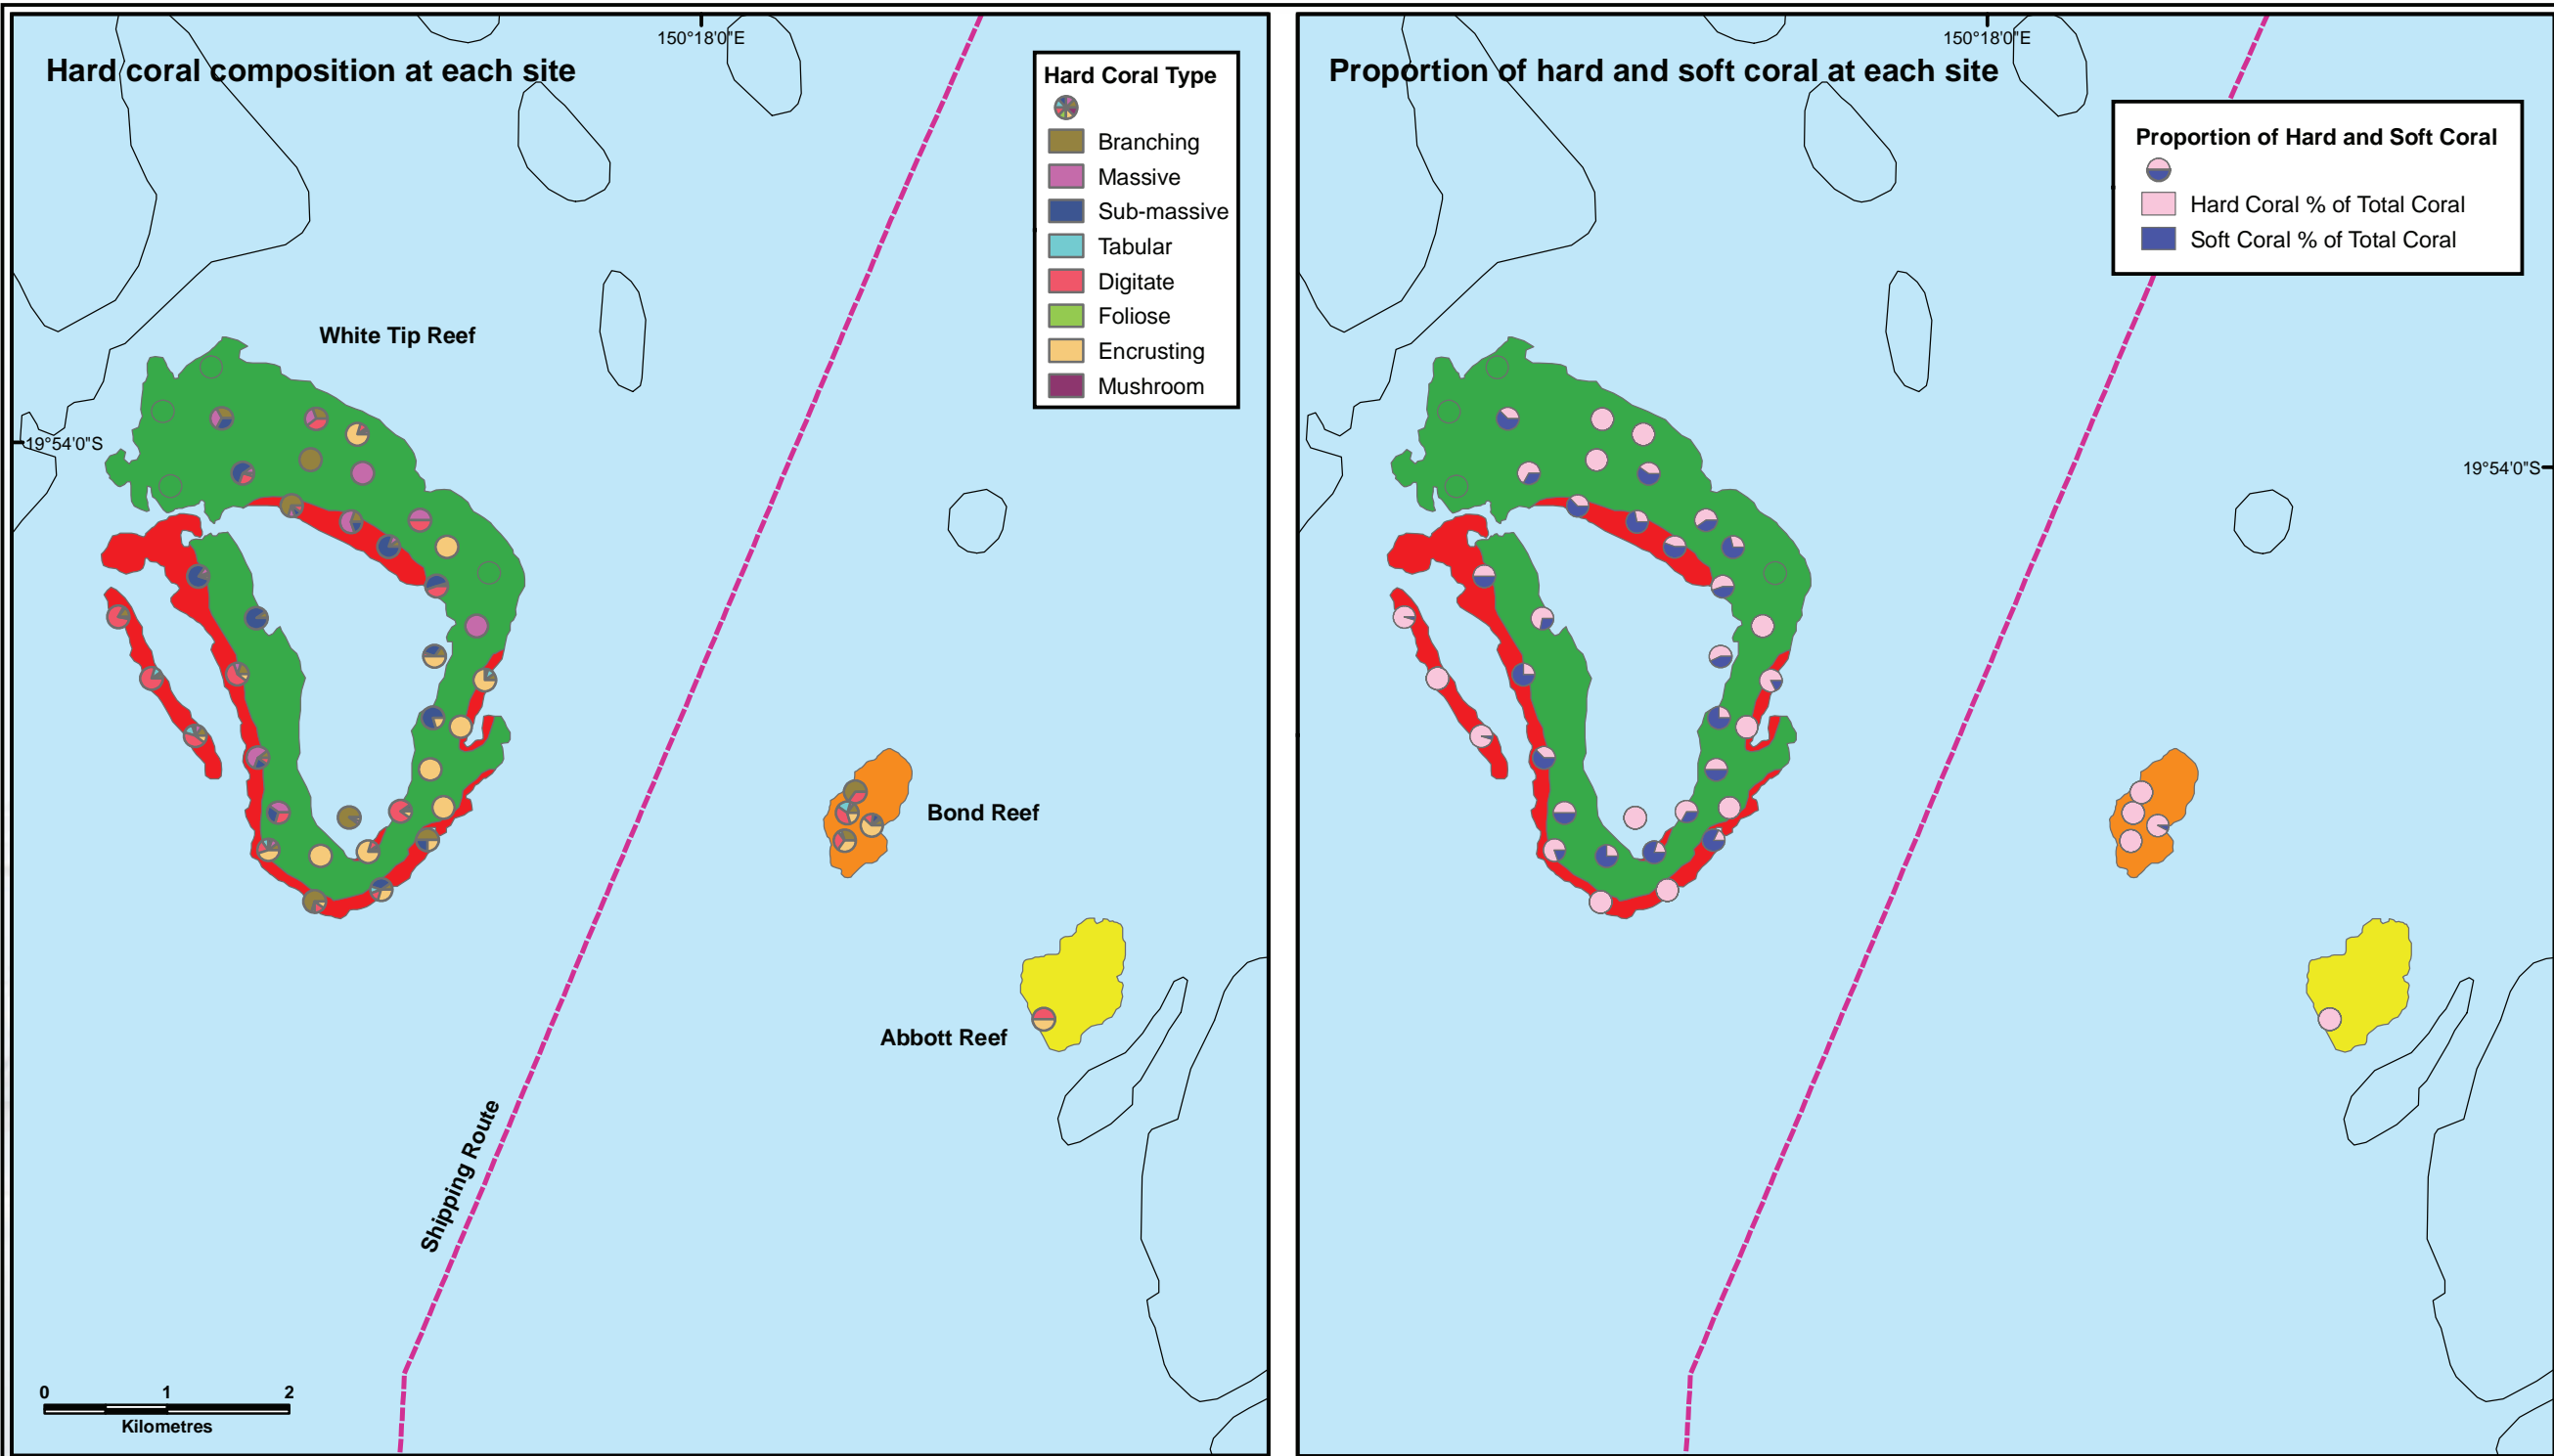 Hard coral composition at each site
150°18'0"E
Hard Coral Type
Branching
Massive
Sub-massive
Tabular
Digitate
Foliose
Encrusting
Mushroom
White Tip Reef
19°54'0"S
Bond Reef
Abbott Reef
Shipping Route
0 1 2
Kilometres
Proportion of hard and soft coral at each site
150°18'0"E
Proportion of Hard and Soft Coral
Hard Coral % of Total Coral
Soft Coral % of Total Coral
19°54'0"S